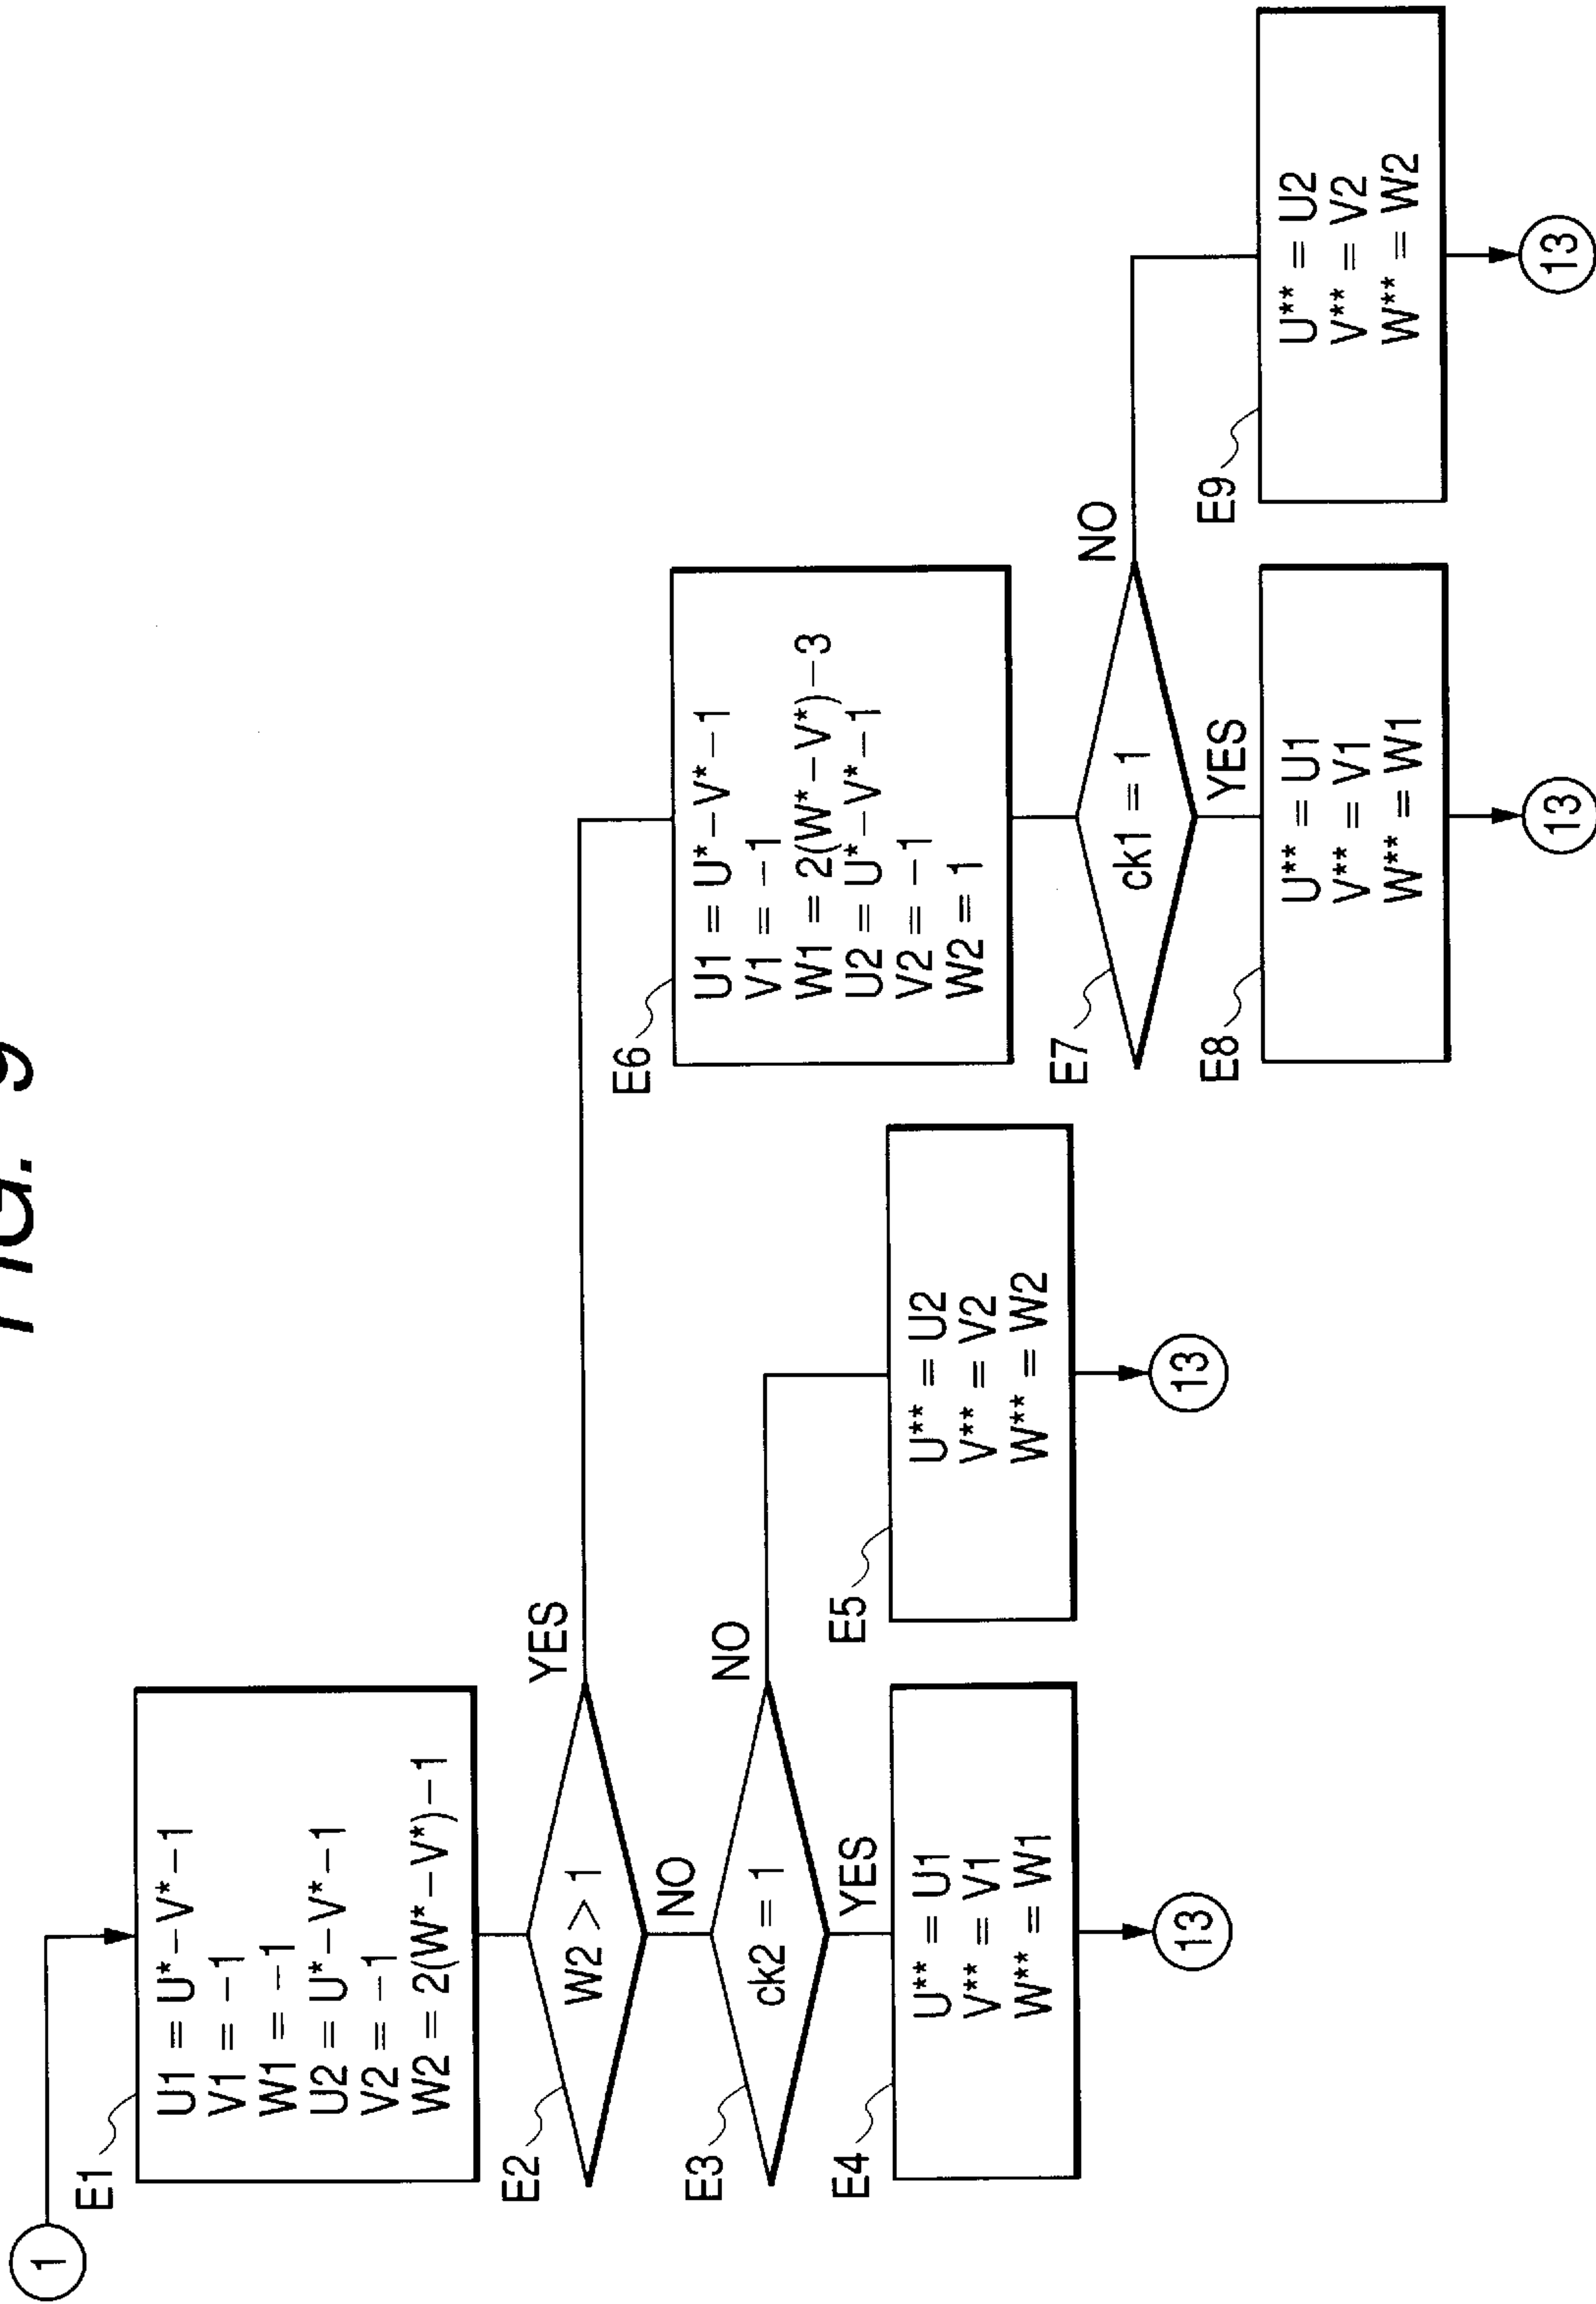 FIG. 9
1
E1
U1 = U*−V*−1
V1 = −1
W1 = −1
U2 = U*−V*−1
V2 = −1
W2 = 2(W*−V*)−1
E2
W2 > 1
YES
NO
E3
ck2 = 1
NO
YES
E4
U** = U1
V** = V1
W** = W1
13
E5
U** = U2
V** = V2
W** = W2
13
E6
U1 = U*−V*−1
V1 = −1
W1 = 2(W*−V*)−3
U2 = U*−V*−1
V2 = −1
W2 = 1
E7
ck1 = 1
NO
YES
E8
U** = U1
V** = V1
W** = W1
13
E9
U** = U2
V** = V2
W** = W2
13